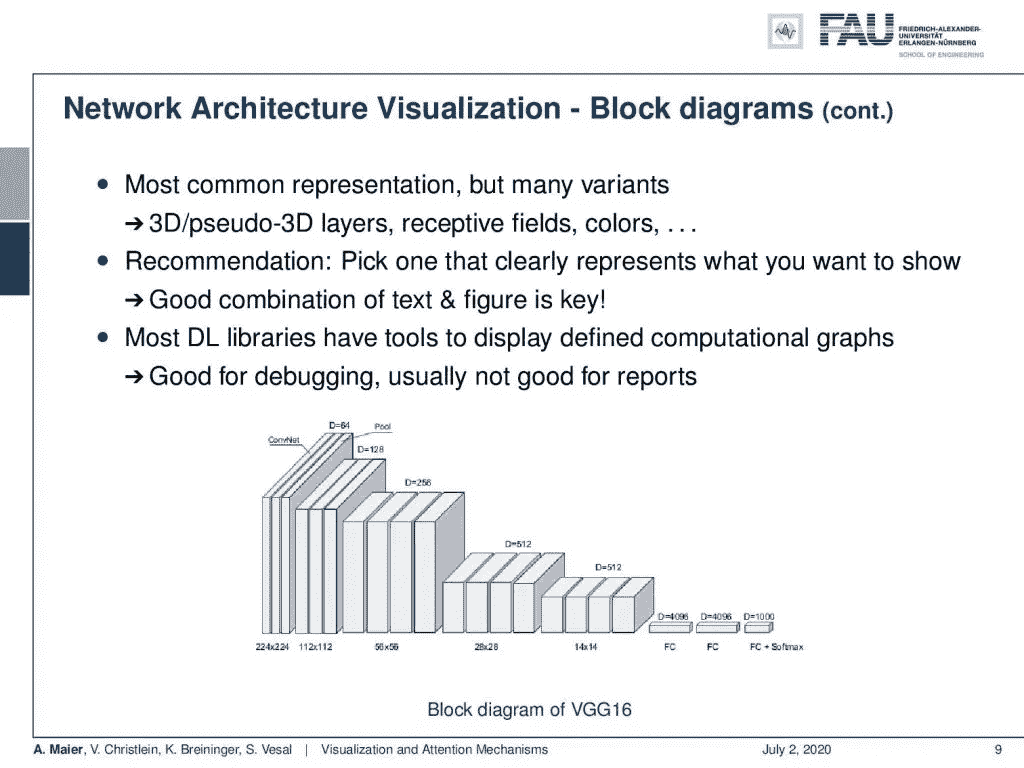 FAU
FRIEDRICH-ALEXANDER-
UNIVERSITÄT
ERLANGEN-NÜRNBERG
SCHOOL OF ENGINEERING
Network Architecture Visualization - Block diagrams (cont.)
• Most common representation, but many variants
➔ 3D/pseudo-3D layers, receptive fields, colors, . . .
• Recommendation: Pick one that clearly represents what you want to show
➔ Good combination of text & figure is key!
• Most DL libraries have tools to display defined computational graphs
➔ Good for debugging, usually not good for reports
D=64 Pool
ConvNet
D=128
D=256
D=512
D=512
D=4096 D=4096 D=1000
224x224 112x112 56x56 28x28 14x14 FC FC FC + Softmax
Block diagram of VGG16
A. Maier, V. Christlein, K. Breininger, S. Vesal | Visualization and Attention Mechanisms July 2, 2020 9